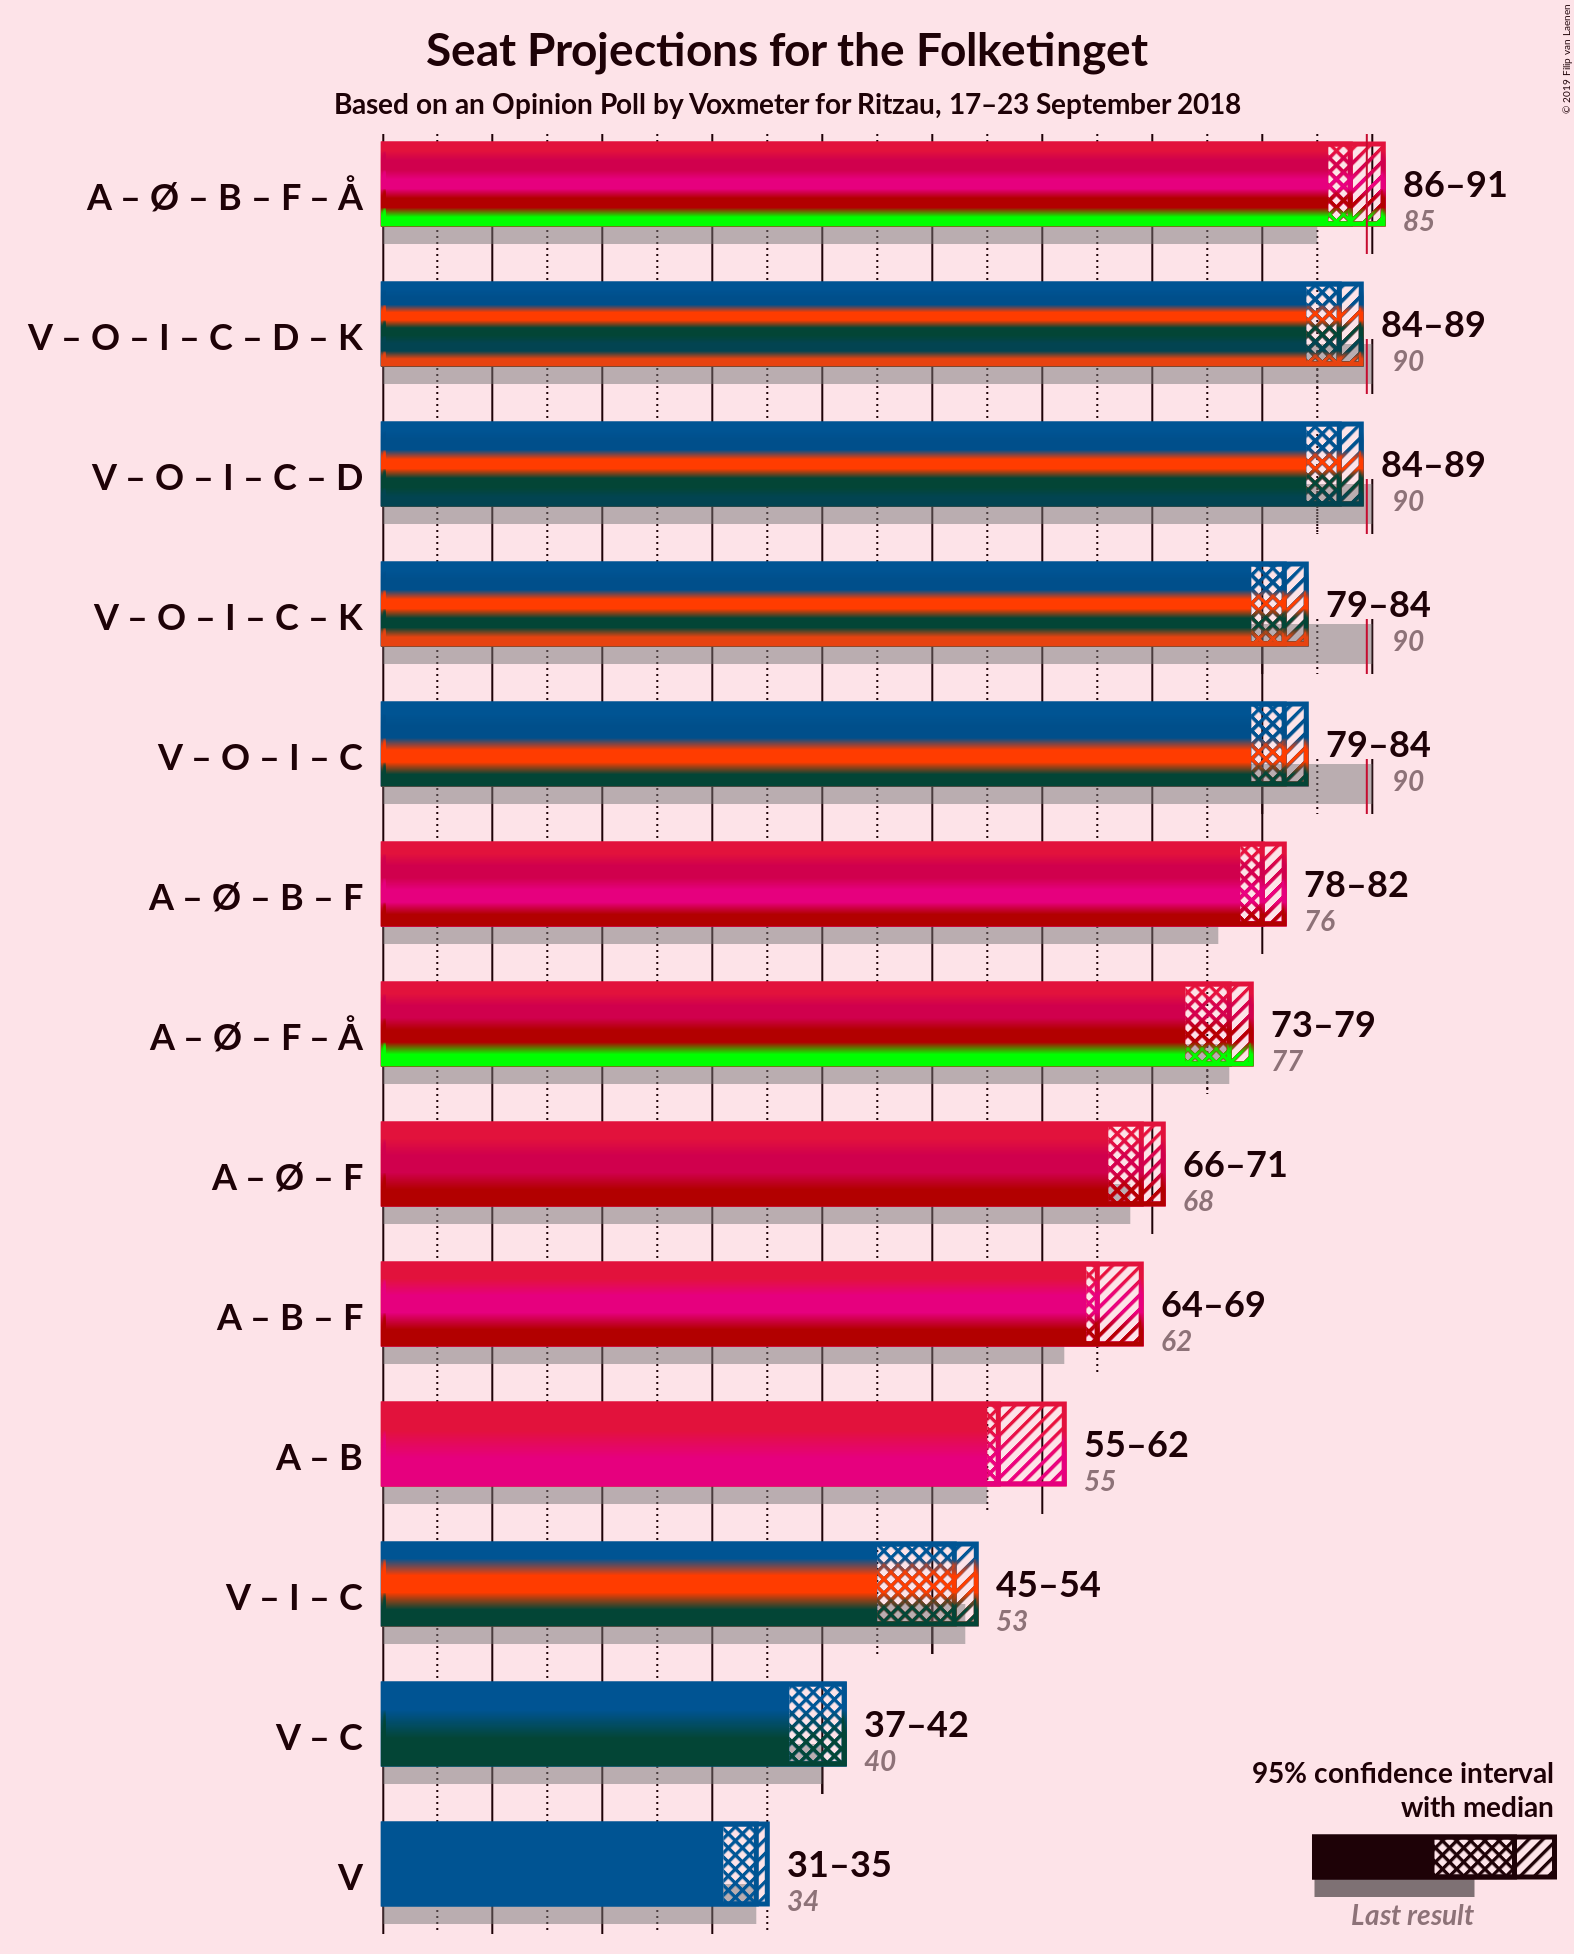 Seat Projections for the Folketinget
Based on an Opinion Poll by Voxmeter for Ritzau, 17–23 September 2018
© 2019 Filip van Laenen
A – Ø – B – F – Å
86–91
85
V – O – I – C – D – K
84–89
90
V – O – I – C – D
84–89
90
V – O – I – C – K
79–84
90
V – O – I – C
79–84
90
A – Ø – B – F
78–82
76
A – Ø – F – Å
73–79
77
A – Ø – F
66–71
68
A – B – F
64–69
62
A – B
55–62
55
V – I – C
45–54
53
V – C
37–42
40
V
31–35
34
95% confidence interval
with median
Last result